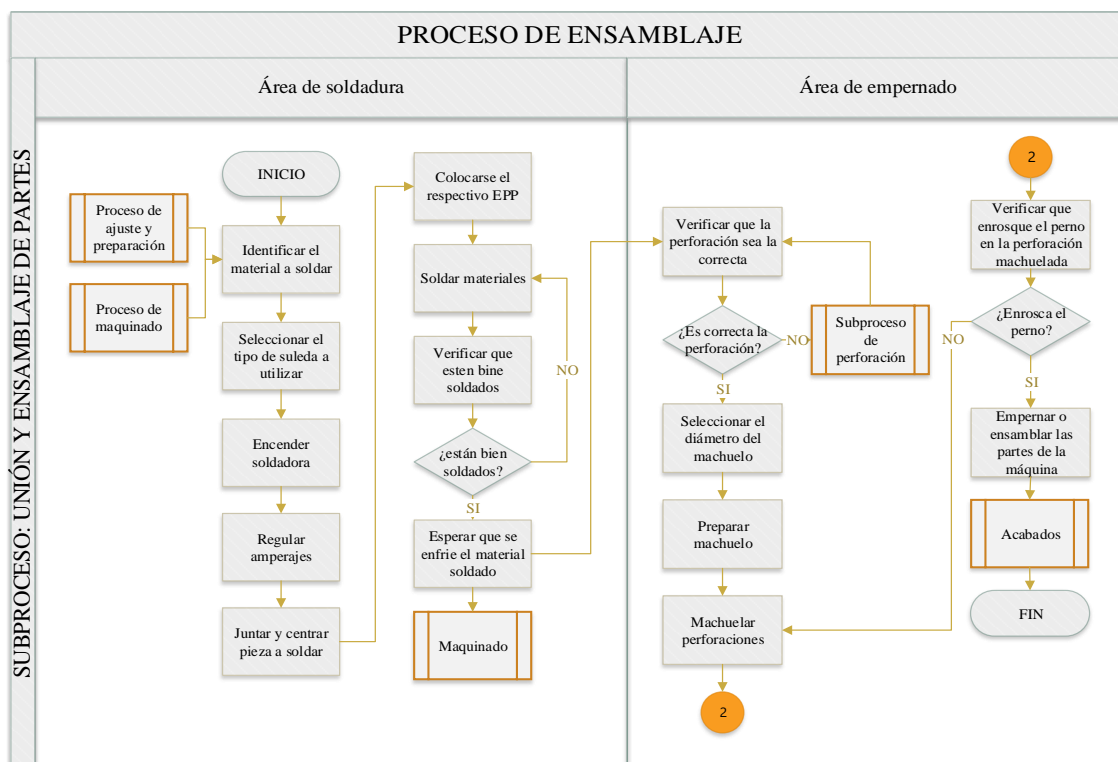 PROCESO DE ENSAMBLAJE
SUBPROCESO: UNIÓN Y ENSAMBLAJE DE PARTES
Área de soldadura
INICIO
Proceso de
ajuste y
preparación
Proceso de
maquinado
Identificar el
material a soldar
Seleccionar el
tipo de suleda a
utilizar
Encender
soldadora
Regular
amperajes
Juntar y centrar
pieza a soldar
Colocarse el
respectivo EPP
Soldar materiales
Verificar que
esten bine
soldados
NO
¿están bien
soldados?
SI
Esperar que se
enfrie el material
soldado
Maquinado
Área de empernado
Verificar que la
perforación sea la
correcta
¿Es correcta la
perforación?
NO
Subproceso
de
perforación
SI
Seleccionar el
diámetro del
machuelo
Preparar
machuelo
Machuelar
perforaciones
2
2
Verificar que
enrosque el perno
en la perforación
machuelada
¿Enrosca el
perno?
NO
SI
Empernar o
ensamblar las
partes de la
máquina
Acabados
FIN